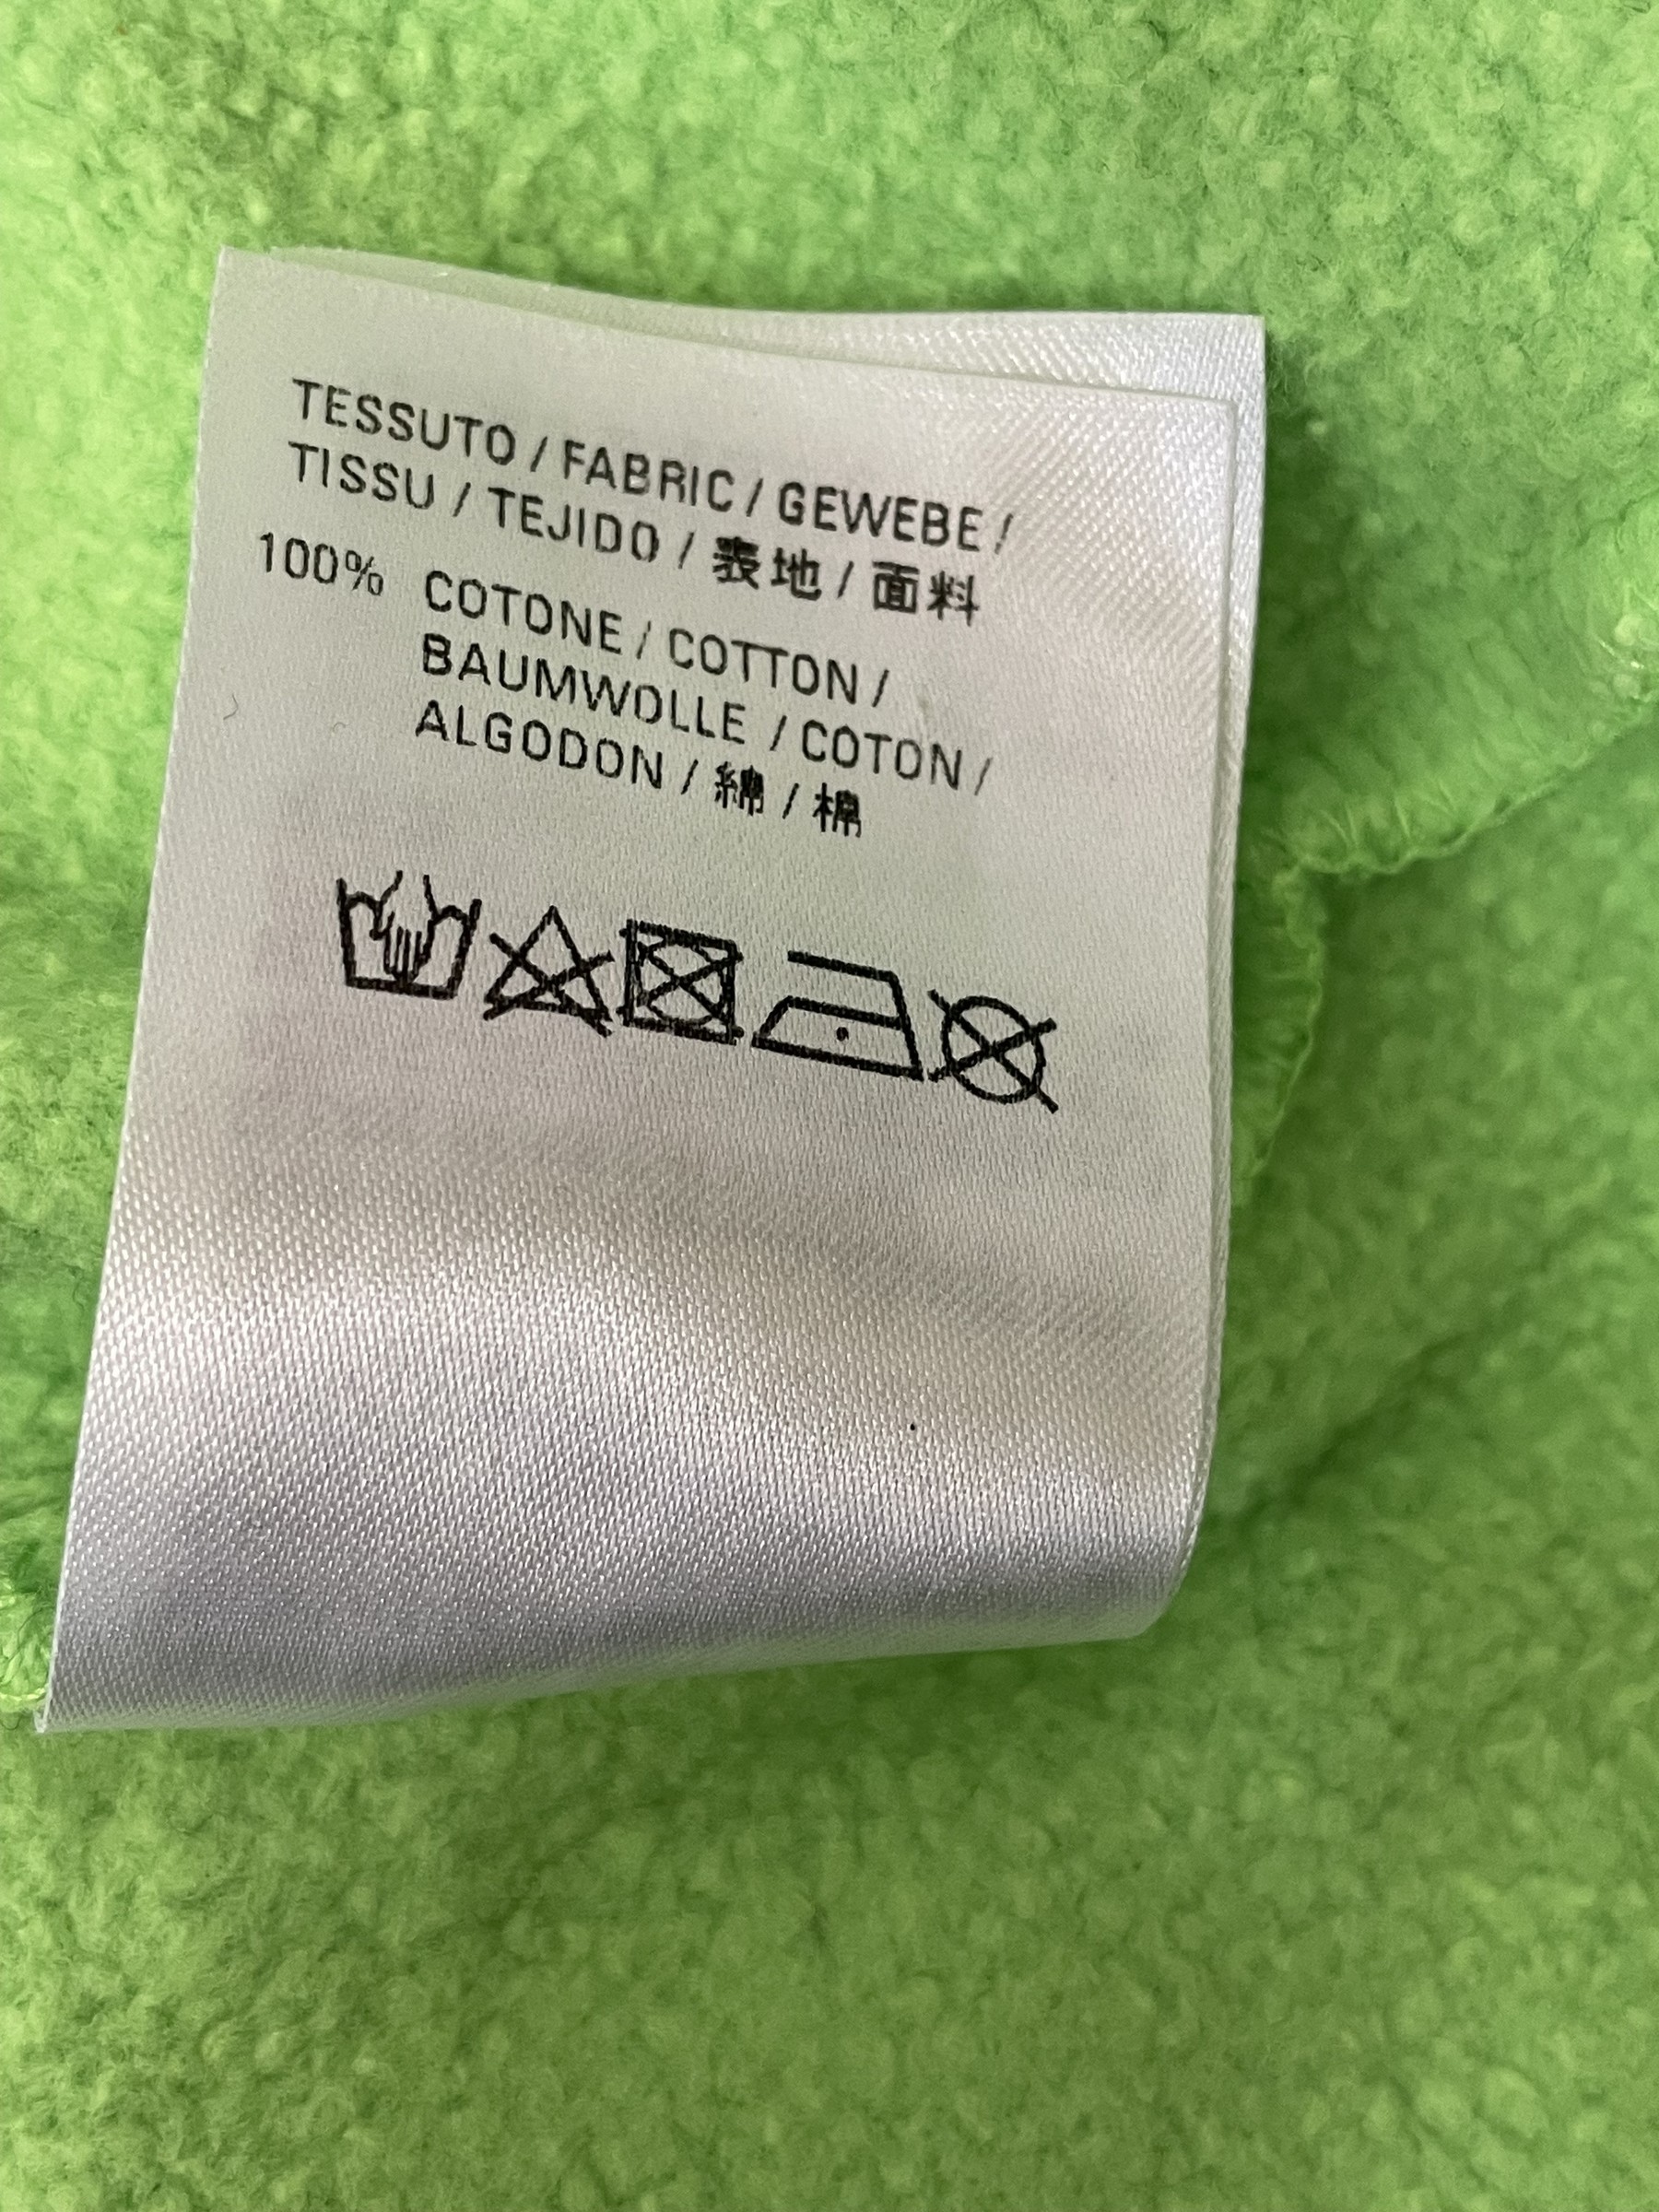 TESSUTO / FABRIC / GEWEBE /
TISSU / TEJIDO / 表地 / 面料
100% COTONE / COTTON /
BAUMWOLLE / COTON /
ALGODON / 綿 / 棉